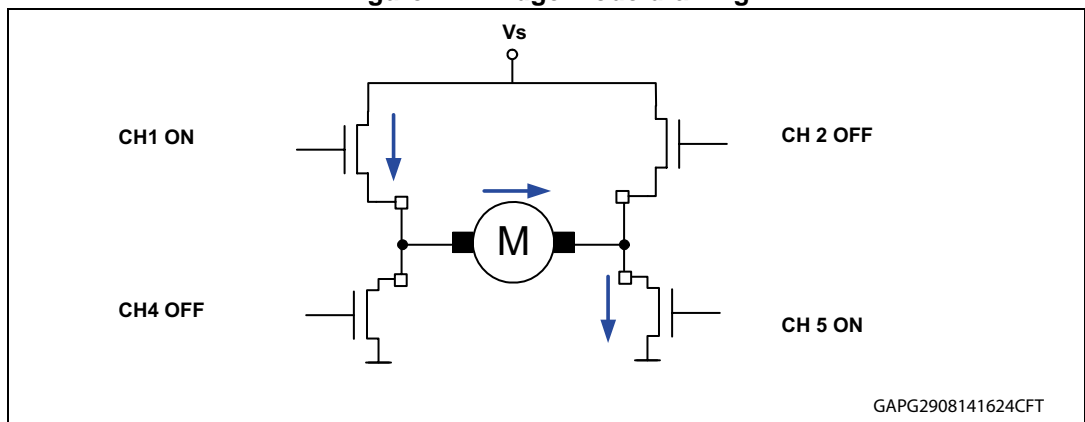 Vs
CH1 ON
CH 2 OFF
M
CH4 OFF
CH 5 ON
GAPG2908141624CFT